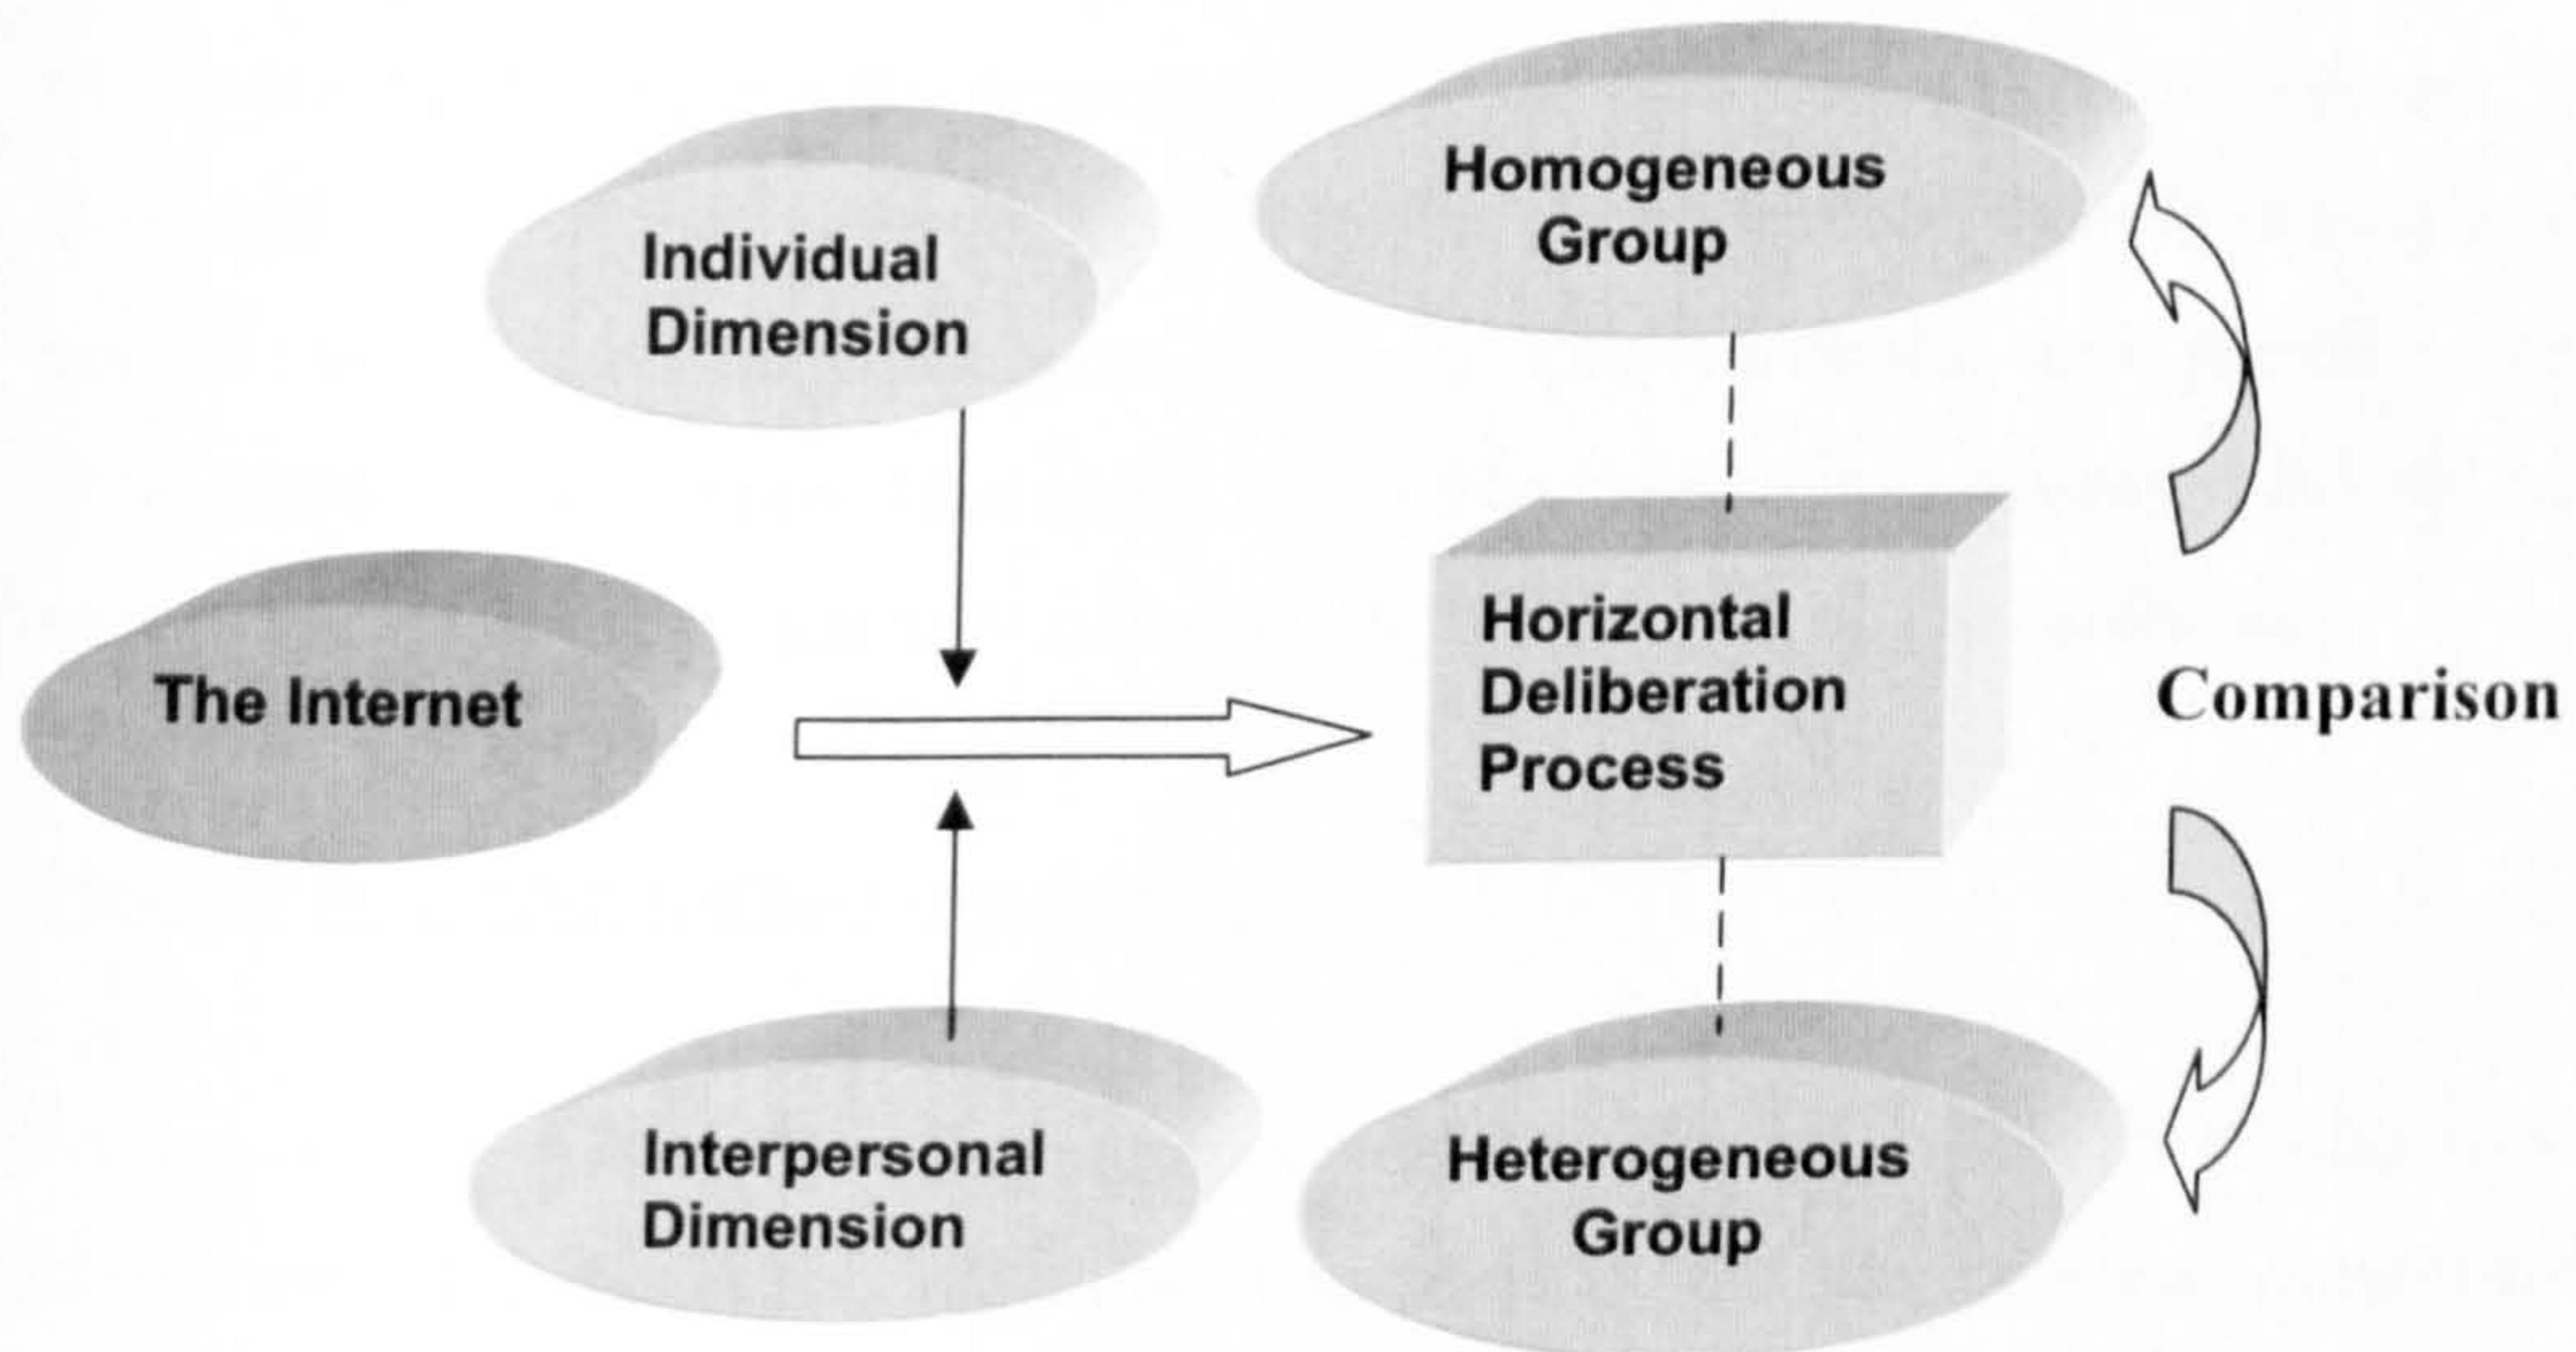 Homogeneous
Group
Individual
Dimension
The Internet
Horizontal
Deliberation
Process
Comparison
Interpersonal
Dimension
Heterogeneous
Group